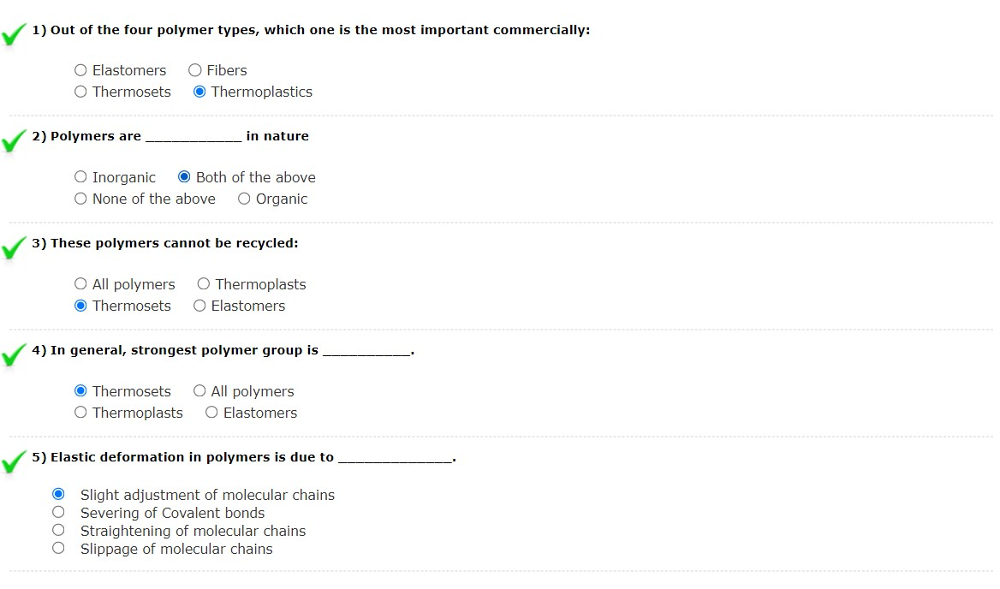 1) Out of the four polymer types, which one is the most important commercially:
Elastomers Fibers
Thermosets Thermoplastics
2) Polymers are ___________ in nature
Inorganic Both of the above
None of the above Organic
3) These polymers cannot be recycled:
All polymers Thermoplasts
Thermosets Elastomers
4) In general, strongest polymer group is __________.
Thermosets All polymers
Thermoplasts Elastomers
5) Elastic deformation in polymers is due to _____________.
Slight adjustment of molecular chains
Severing of Covalent bonds
Straightening of molecular chains
Slippage of molecular chains